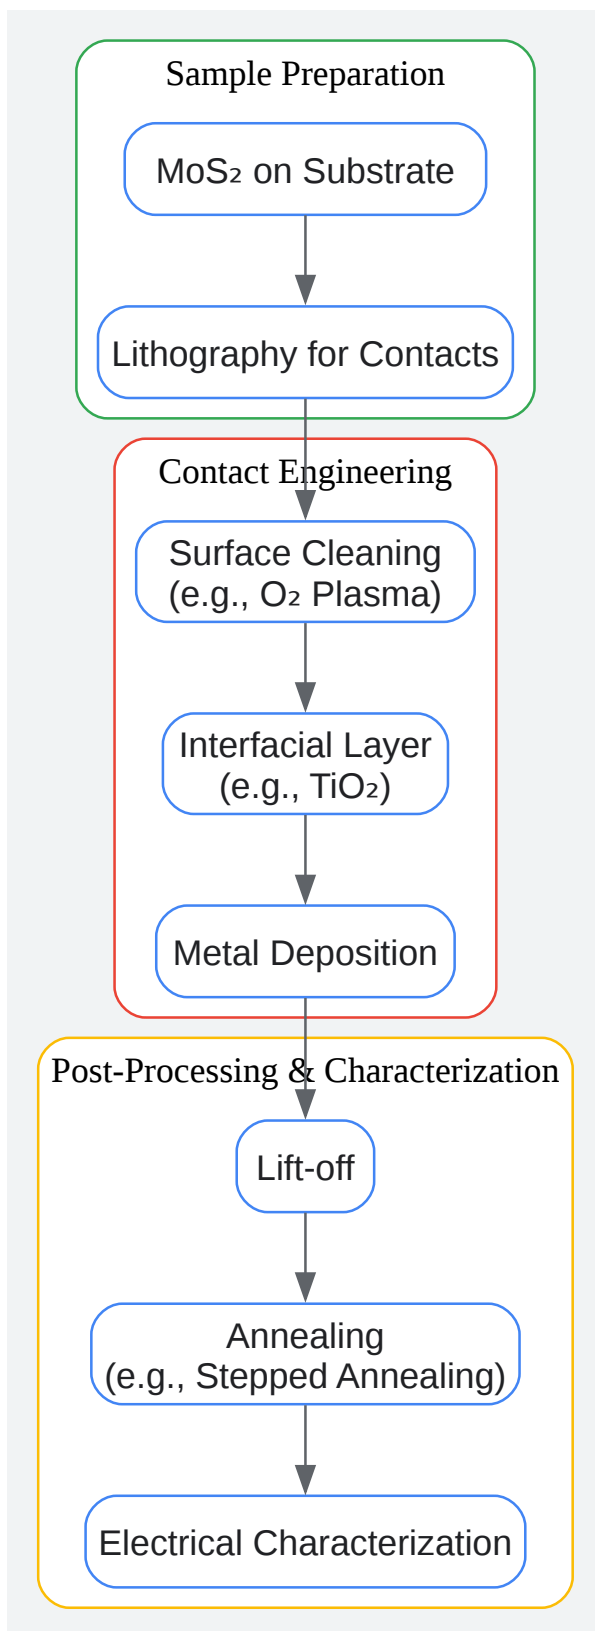 Sample Preparation
MoS₂ on Substrate
Lithography for Contacts
Contact Engineering
Surface Cleaning
(e.g., O₂ Plasma)
Interfacial Layer
(e.g., TiO₂)
Metal Deposition
Post-Processing & Characterization
Lift-off
Annealing
(e.g., Stepped Annealing)
Electrical Characterization